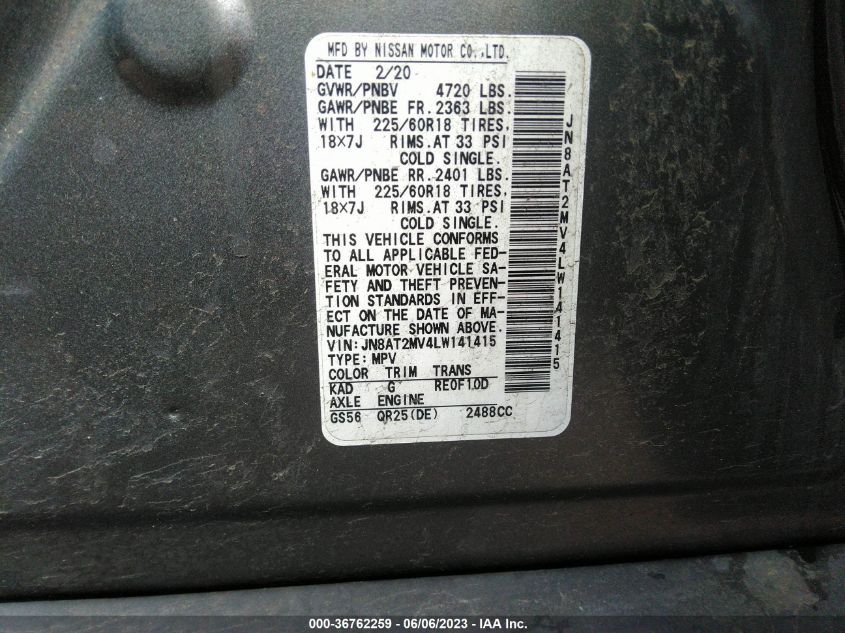 MFD BY NISSAN MOTOR CO.,LTD.
DATE 2/20
GVWR/PNBV 4720 LBS.
GAWR/PNBE FR.2363 LBS.
WITH 225/60R18 TIRES.
18×7J RIMS.AT 33 PSI
COLD SINGLE.
GAWR/PNBE RR.2401 LBS.
WITH 225/60R18 TIRES.
18×7J RIMS.AT 33 PSI
COLD SINGLE.
THIS VEHICLE CONFORMS
TO ALL APPLICABLE FED-
ERAL MOTOR VEHICLE SA-
FETY AND THEFT PREVEN-
TION STANDARDS IN EFF-
ECT ON THE DATE OF MA-
NUFACTURE SHOWN ABOVE.
VIN:JN8AT2MV4LW141415
TYPE:MPV
COLOR TRIM TRANS
KAD G RE0F10D
AXLE ENGINE
GS56 QR25(DE) 2488CC
JN8AT2MV4LW141415
000-36762259 - 06/06/2023 - IAA Inc.